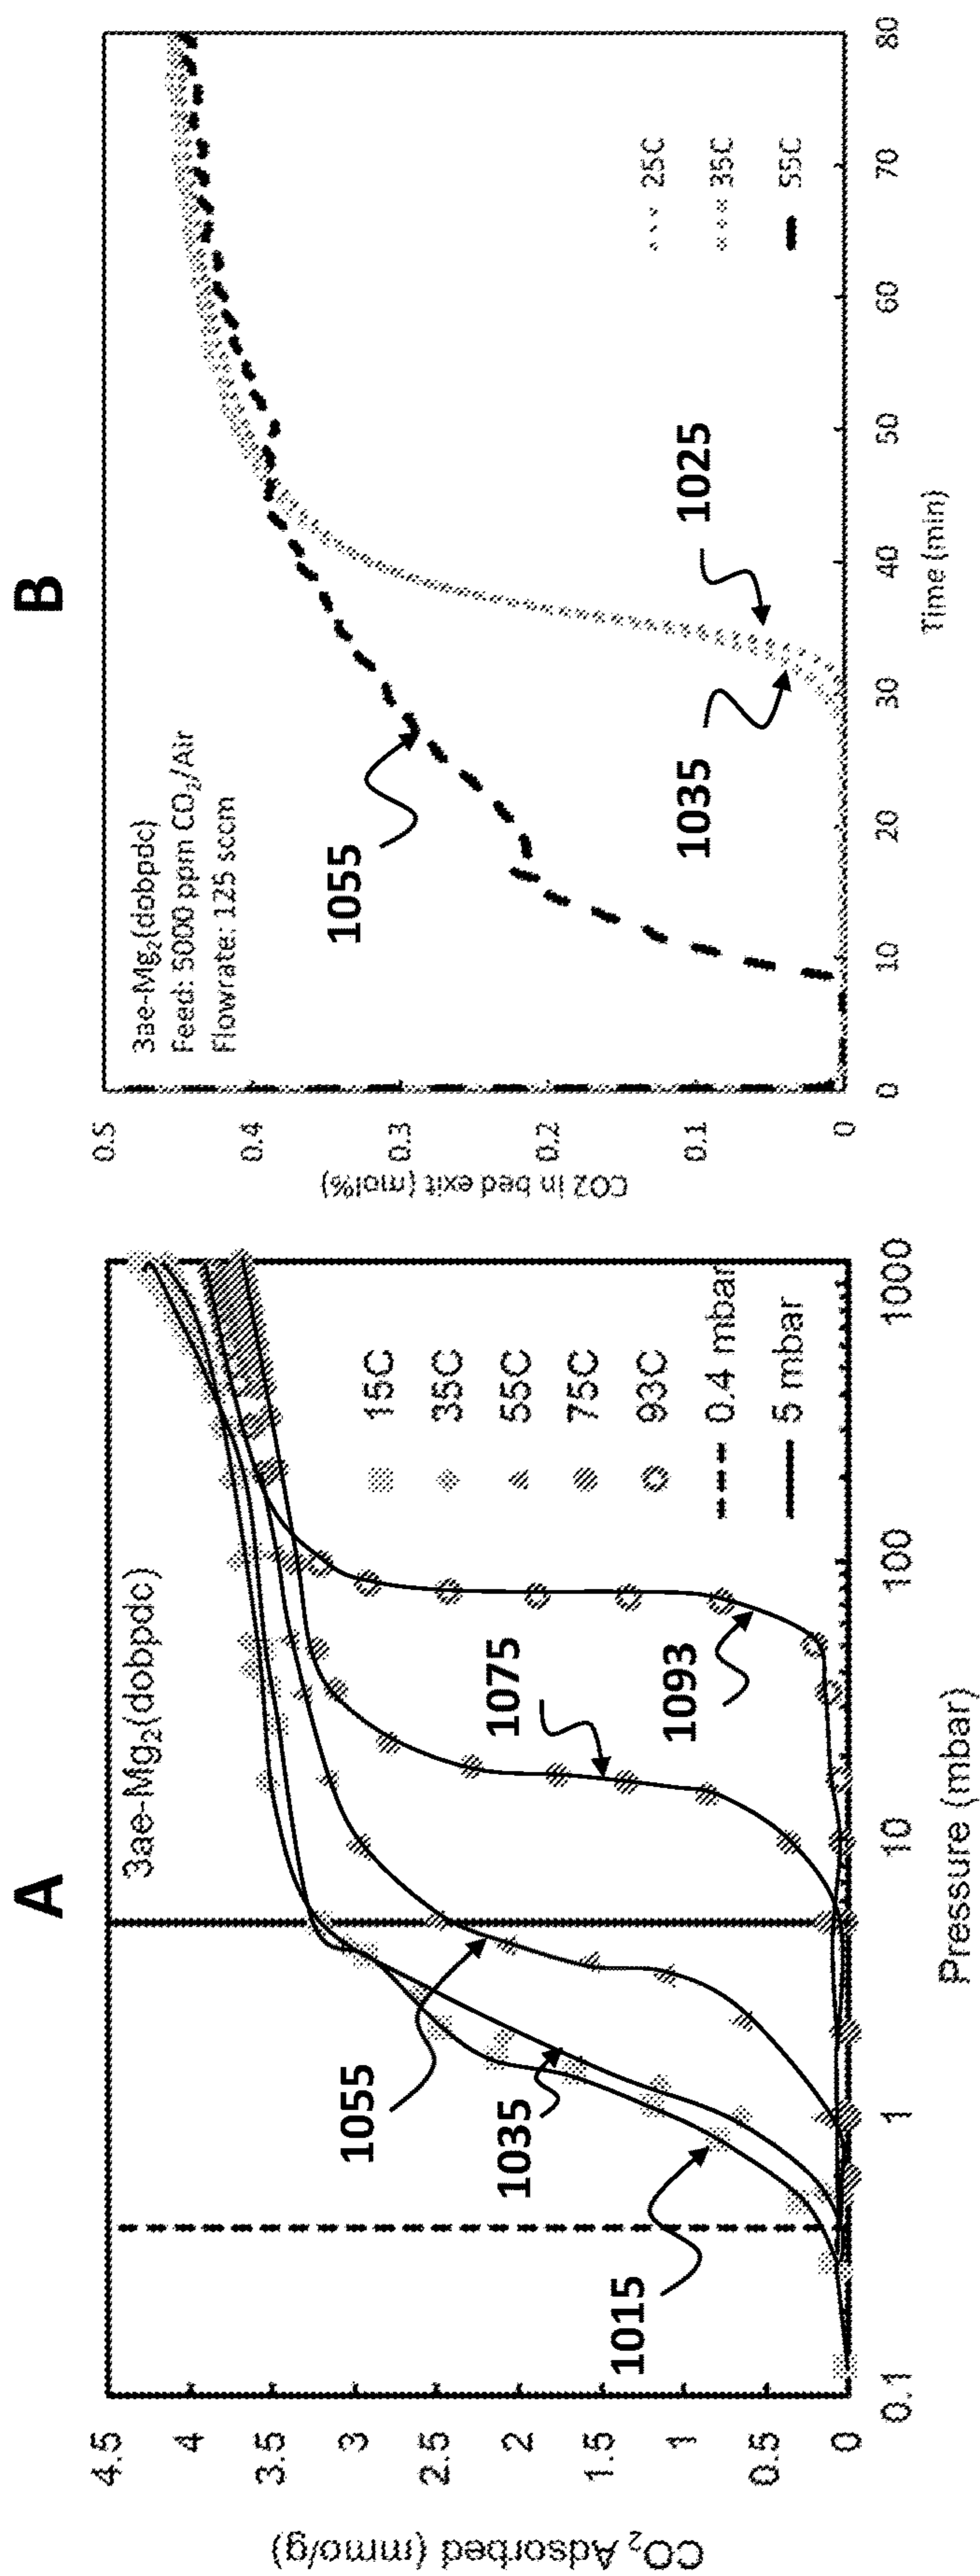 A
3ae-Mg2(dobpdc)
4.5
4
3.5
3
2.5
2
1.5
1
0.5
0
CO2 Adsorbed (mmo/g)
0.1
1
10
100
1000
Pressure (mbar)
15C
35C
55C
75C
93C
0.4 mbar
5 mbar
1015
1035
1055
1075
1093
B
3ae-Mg2(dobpdc)
Feed: 5000 ppm CO2/Air
Flowrate: 125 sccm
0.5
0.4
0.3
0.2
0.1
0
CO2 in bed exit (mol%)
0
10
20
30
40
50
60
70
80
Time (min)
25C
35C
55C
1055
1035
1025